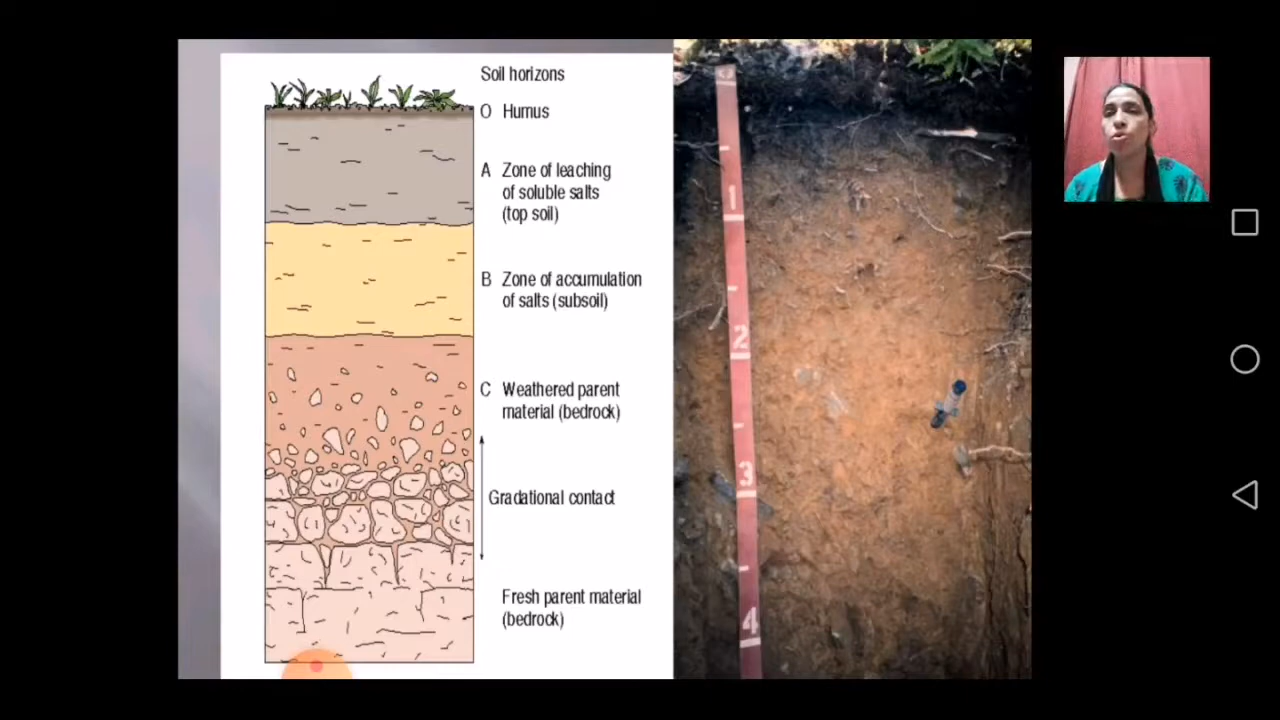 Soil horizons
O Humus
A Zone of leaching
of soluble salts
(top soil)
B Zone of accumulation
of salts (subsoil)
C Weathered parent
material (bedrock)
Gradational contact
Fresh parent material
(bedrock)
0
1
2
3
4